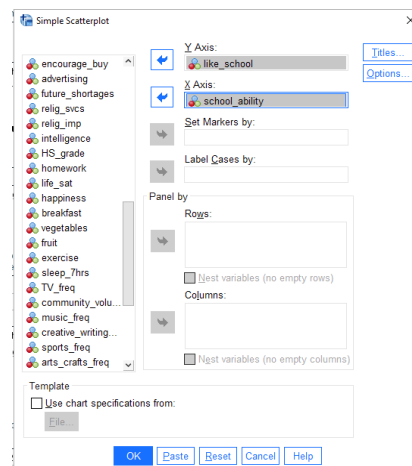 Simple Scatterplot
encourage_buy
advertising
future_shortages
relig_svcs
relig_imp
intelligence
HS_grade
homework
life_sat
happiness
breakfast
vegetables
fruit
exercise
sleep_7hrs
TV_freq
community_volu...
music_freq
creative_writing...
sports_freq
arts_crafts_freq
Y Axis:
like_school
X Axis:
school_ability
Set Markers by:
Label Cases by:
Panel by
Rows:
Nest variables (no empty rows)
Columns:
Nest variables (no empty columns)
Titles...
Options...
Template
Use chart specifications from:
File...
OK Paste Reset Cancel Help